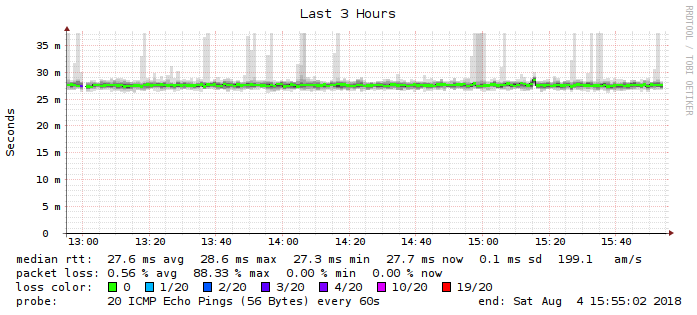 Last 3 Hours
RRDTOOL / TOBI OETIKER
Seconds
35 m
30 m
25 m
20 m
15 m
10 m
5 m
0
13:00 13:20 13:40 14:00 14:20 14:40 15:00 15:20 15:40
median rtt: 27.6 ms avg 28.6 ms max 27.3 ms min 27.7 ms now 0.1 ms sd 199.1 am/s
packet loss: 0.56 % avg 88.33 % max 0.00 % min 0.00 % now
loss color: 0 1/20 2/20 3/20 4/20 10/20 19/20
probe: 20 ICMP Echo Pings (56 Bytes) every 60s end: Sat Aug 4 15:55:02 2018